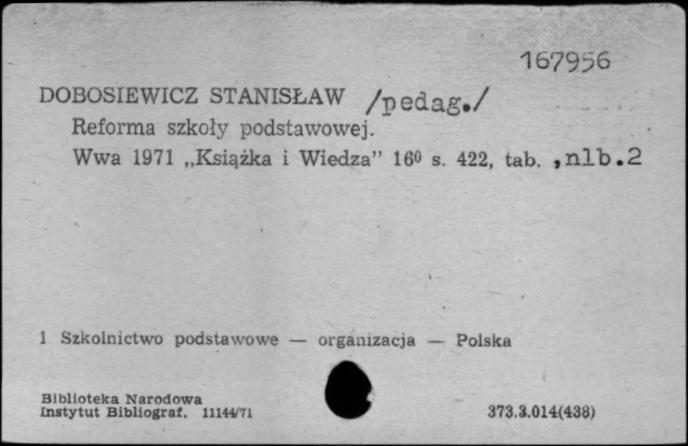 167956
DOBOSIEWICZ STANISŁAW /pedag./
Reforma szkoły podstawowej.
Wwa 1971 „Książka i Wiedza” 16⁰ s. 422, tab. , nlb.2
1 Szkolnictwo podstawowe — organizacja — Polska
Biblioteka Narodowa
Instytut Bibliograf. 11144/71
373.3.014(438)